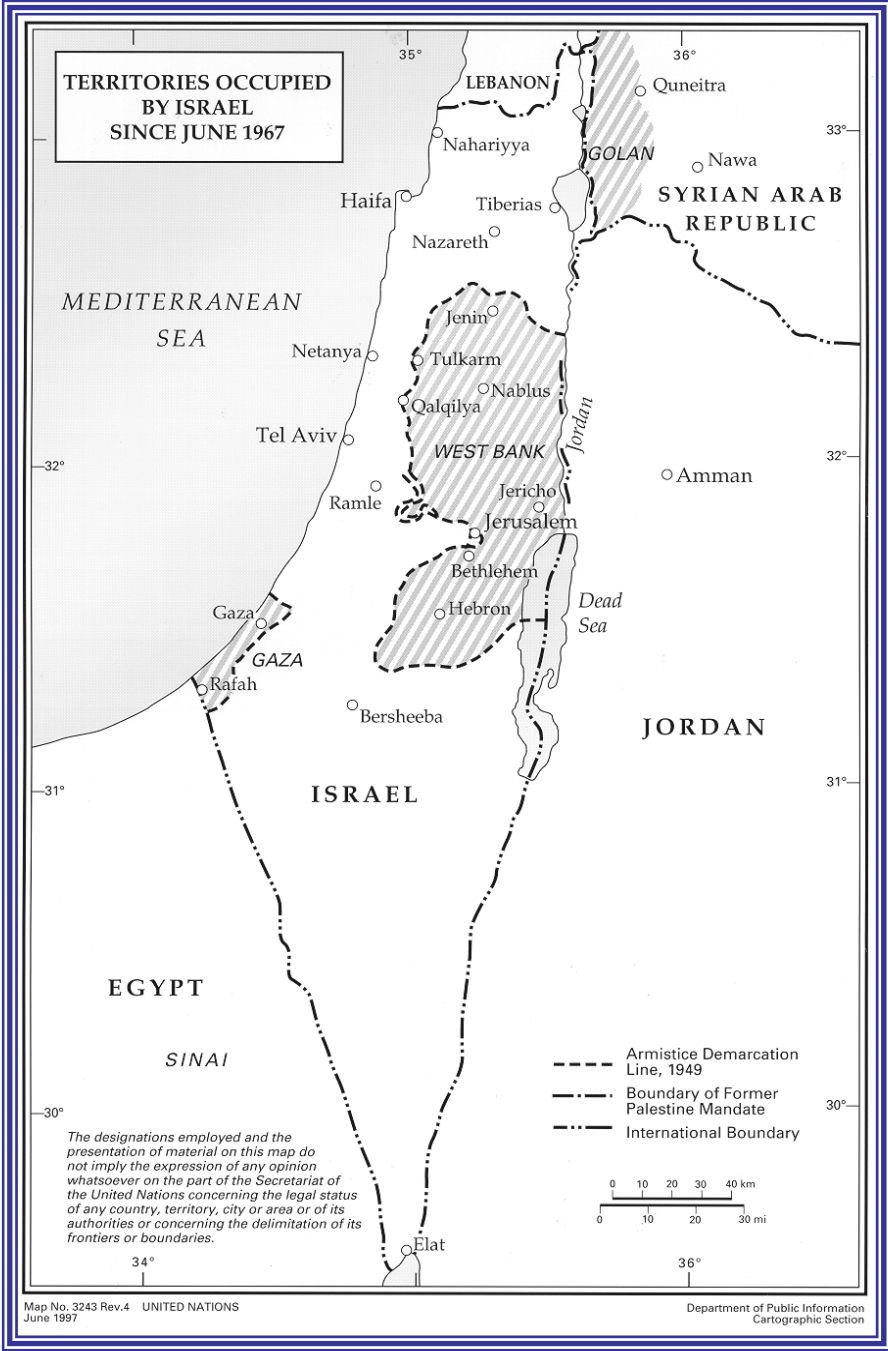 TERRITORIES OCCUPIED
BY ISRAEL
SINCE JUNE 1967
35°
36°
LEBANON
Quneitra
33°
33°
Nahariyya
GOLAN
Nawa
Haifa
Tiberias
SYRIAN ARAB
REPUBLIC
Nazareth
MEDITERRANEAN
SEA
Jenin
Netanya
Tulkarm
Nablus
Qalqilya
Jordan
Tel Aviv
WEST BANK
32°
32°
Amman
Jericho
Ramle
Jerusalem
Bethlehem
Dead
Sea
Gaza
Hebron
GAZA
Rafah
Bersheeba
JORDAN
31°
31°
ISRAEL
EGYPT
SINAI
Armistice Demarcation
Line, 1949
Boundary of Former
Palestine Mandate
International Boundary
30°
30°
The designations employed and the
presentation of material on this map do
not imply the expression of any opinion
whatsoever on the part of the Secretariat of
the United Nations concerning the legal status
of any country, territory, city or area or of its
authorities or concerning the delimitation of its
frontiers or boundaries.
0 10 20 30 40 km
0 10 20 30 mi
Elat
34°
36°
Map No. 3243 Rev.4 UNITED NATIONS
June 1997
Department of Public Information
Cartographic Section